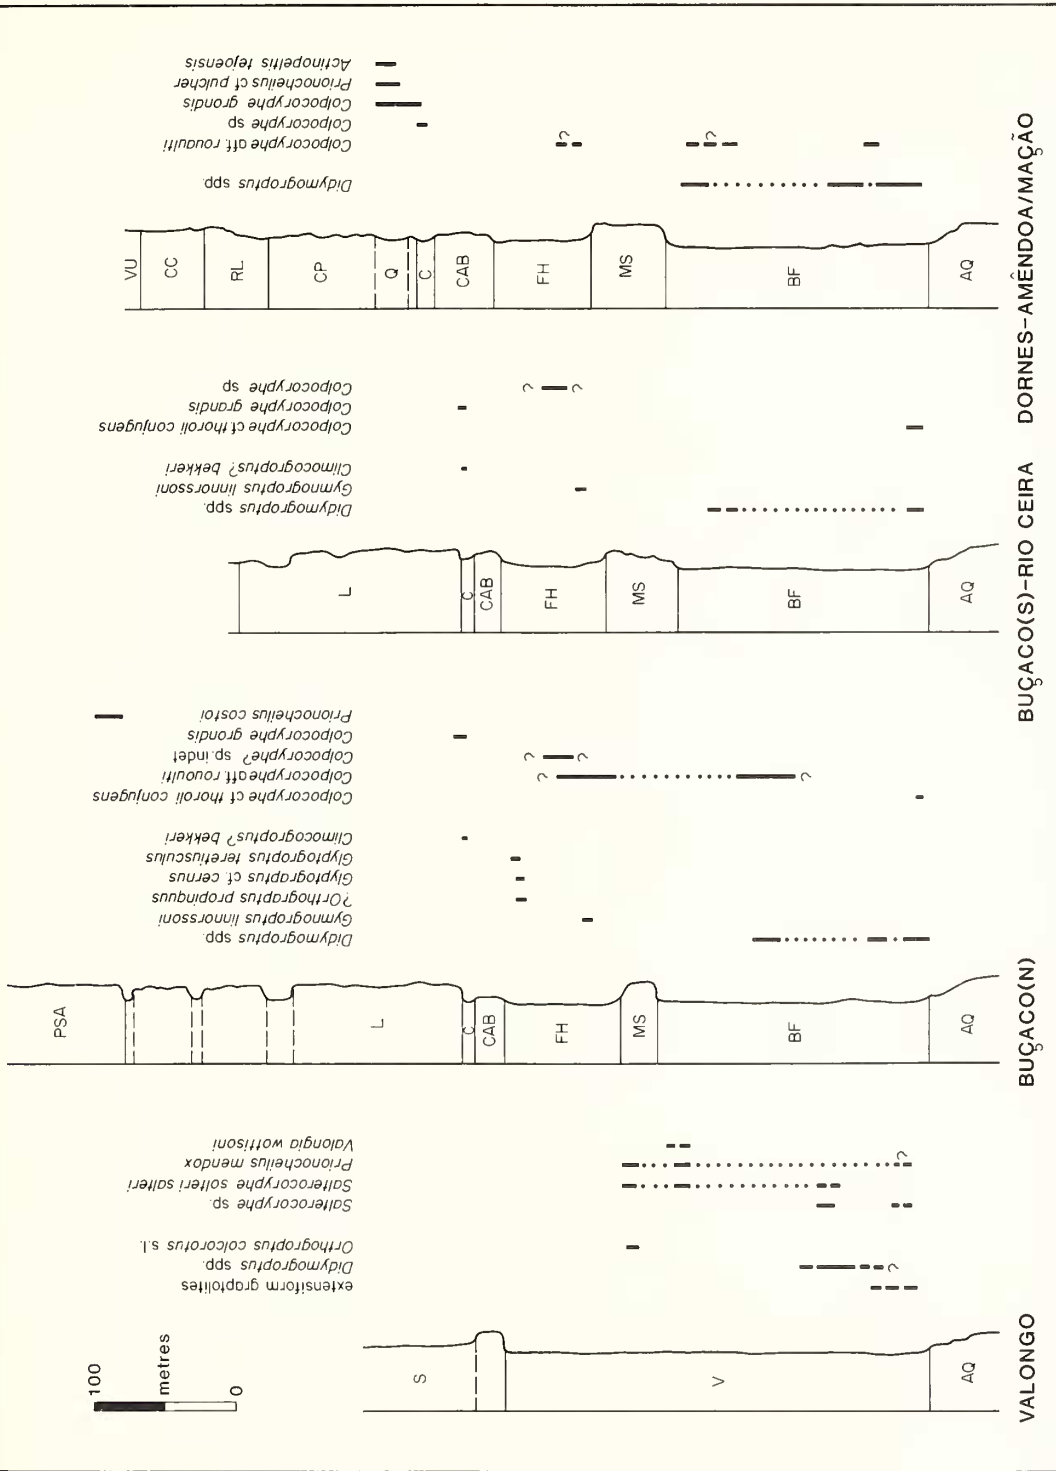 100
metres
0
VALONGO
S
V
AQ
extensiform graptolites
Didymograptus spp.
Orthograptus calcaratus s.l.
Salterocoryphe sp.
Salterocoryphe salteri salteri
Prionocheilus mendax
Valongia wattisoni
?
?
BUÇACO(N)
PSA
L
C
CAB
FH
MS
BF
AQ
Didymograptus spp.
Gymnograptus linnarssoni
?Orthograptus propinquus
Glyptograptus cf. cernus
Glyptograptus teretiusculus
Climacograptus? bekkeri
Colpocoryphe cf thorali conjugens
Colpocoryphe aff. rouaulti
Colpocoryphe? sp. indet
Colpocoryphe grandis
Prionocheilus costai
? ?
? ?
BUÇACO(S)–RIO CEIRA
L
C
CAB
FH
MS
BF
AQ
Didymograptus spp.
Gymnograptus linnarssoni
Climacograptus? bekkeri
Colpocoryphe cf thorali conjugens
Colpocoryphe grandis
Colpocoryphe sp
? ?
DORNES–AMÊNDOA/MAÇÃO
VU
CC
RL
CP
Q
C
CAB
FH
MS
BF
AQ
Didymograptus spp.
Colpocoryphe aff. rouaulti
Colpocoryphe sp
Colpocoryphe grandis
Prionocheilus cf pulcher
Actinopeltis tejoensis
?
?